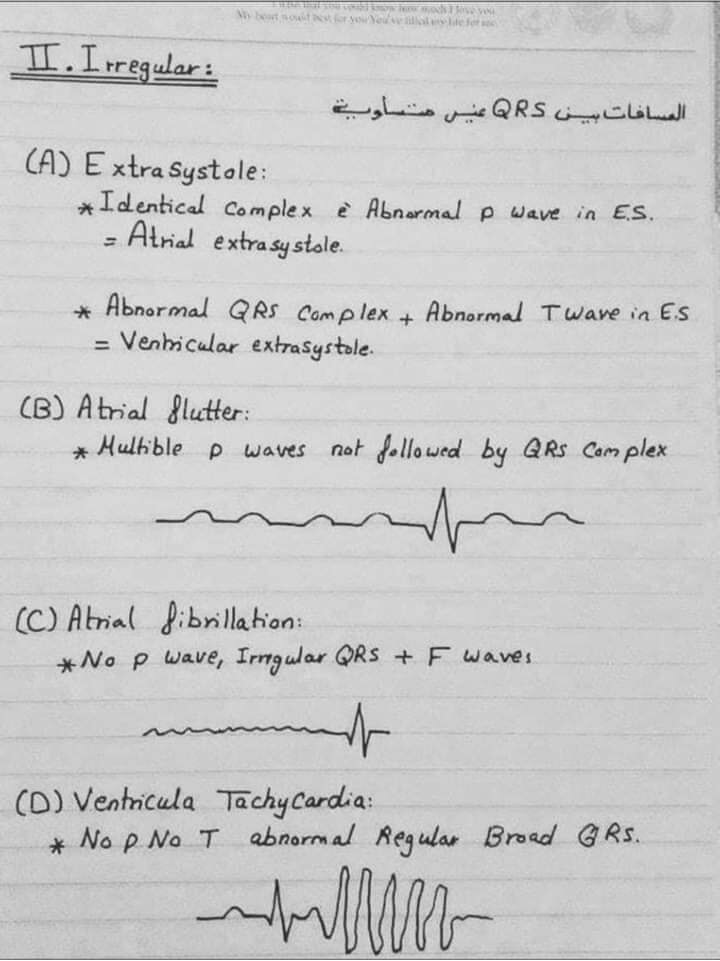 I wish that you could know how much I love you
My heart would beat for you You've filled my life for me
II. Irregular:
المسافات بين QRS غير متساوية
(A) Extrasystole:
* Identical Complex è Abnormal p wave in E.S.
= Atrial extrasystole.
* Abnormal QRS Complex + Abnormal T Wave in E.S
= Ventricular extrasystole.
(B) Atrial flutter:
* Multible p waves not followed by QRS Complex
(C) Atrial fibrillation:
* No p wave, Irrigular QRS + F waves
(D) Ventricula Tachycardia:
* No p No T abnormal Regular Broad QRS.